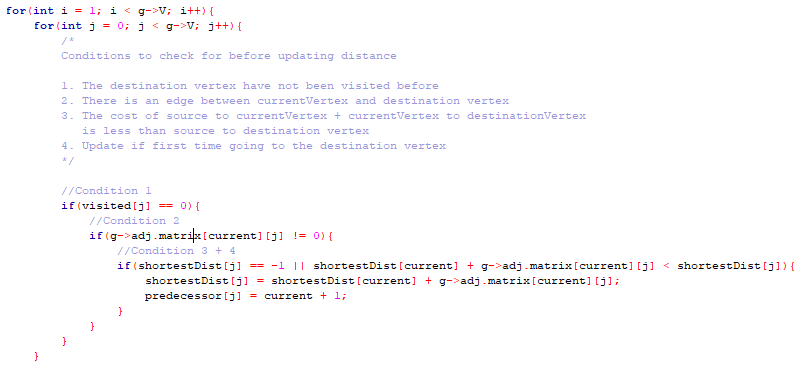 for(int i = 1; i < g->V; i++){
for(int j = 0; j < g->V; j++){
/*
Conditions to check for before updating distance
1. The destination vertex have not been visited before
2. There is an edge between currentVertex and destination vertex
3. The cost of source to currentVertex + currentVertex to destinationVertex
is less than source to destination vertex
4. Update if first time going to the destination vertex
*/
//Condition 1
if(visited[j] == 0){
//Condition 2
if(g->adj.matrix[current][j] != 0){
//Condition 3 + 4
if(shortestDist[j] == -1 || shortestDist[current] + g->adj.matrix[current][j] < shortestDist[j]){
shortestDist[j] = shortestDist[current] + g->adj.matrix[current][j];
predecessor[j] = current + 1;
}
}
}
}